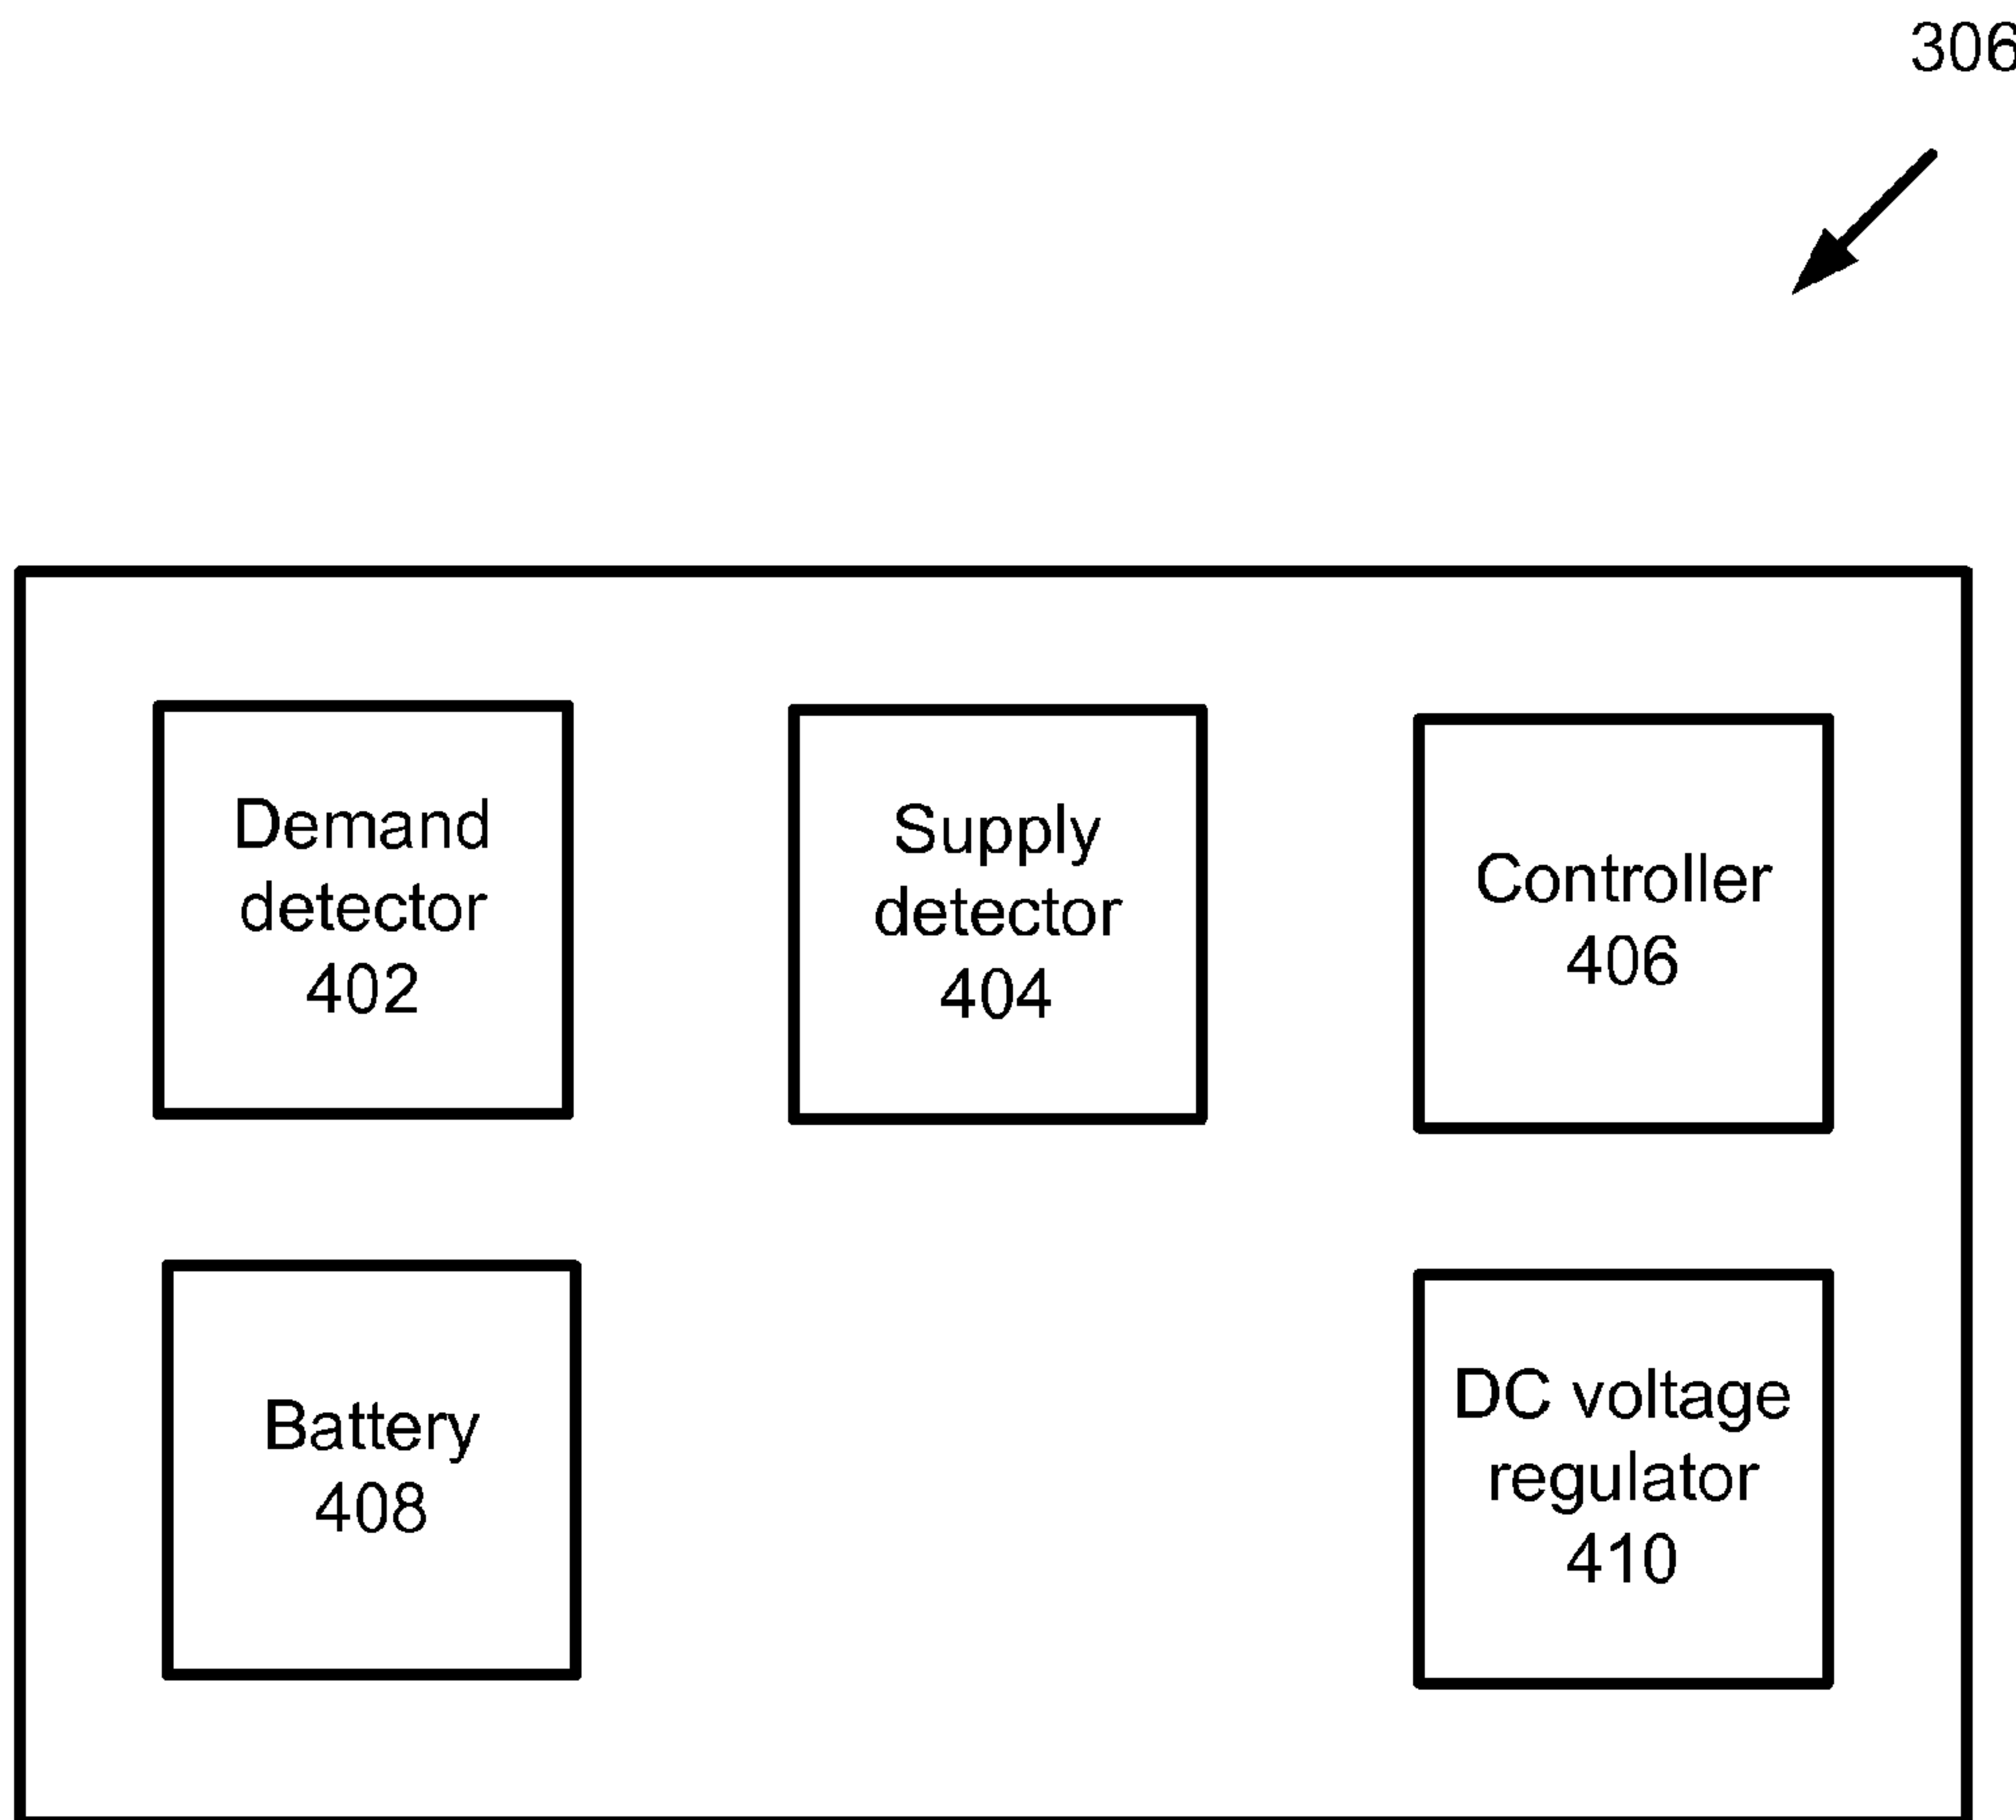 306
Demand
detector
402
Supply
detector
404
Controller
406
Battery
408
DC voltage
regulator
410